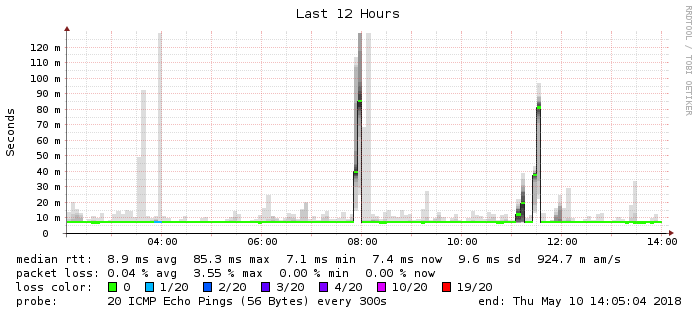 Last 12 Hours
RRDTOOL / TOBI OETIKER
Seconds
120 m
110 m
100 m
90 m
80 m
70 m
60 m
50 m
40 m
30 m
20 m
10 m
0
04:00 06:00 08:00 10:00 12:00 14:00
median rtt: 8.9 ms avg 85.3 ms max 7.1 ms min 7.4 ms now 9.6 ms sd 924.7 m am/s
packet loss: 0.04 % avg 3.55 % max 0.00 % min 0.00 % now
loss color: 0 1/20 2/20 3/20 4/20 10/20 19/20
probe: 20 ICMP Echo Pings (56 Bytes) every 300s end: Thu May 10 14:05:04 2018